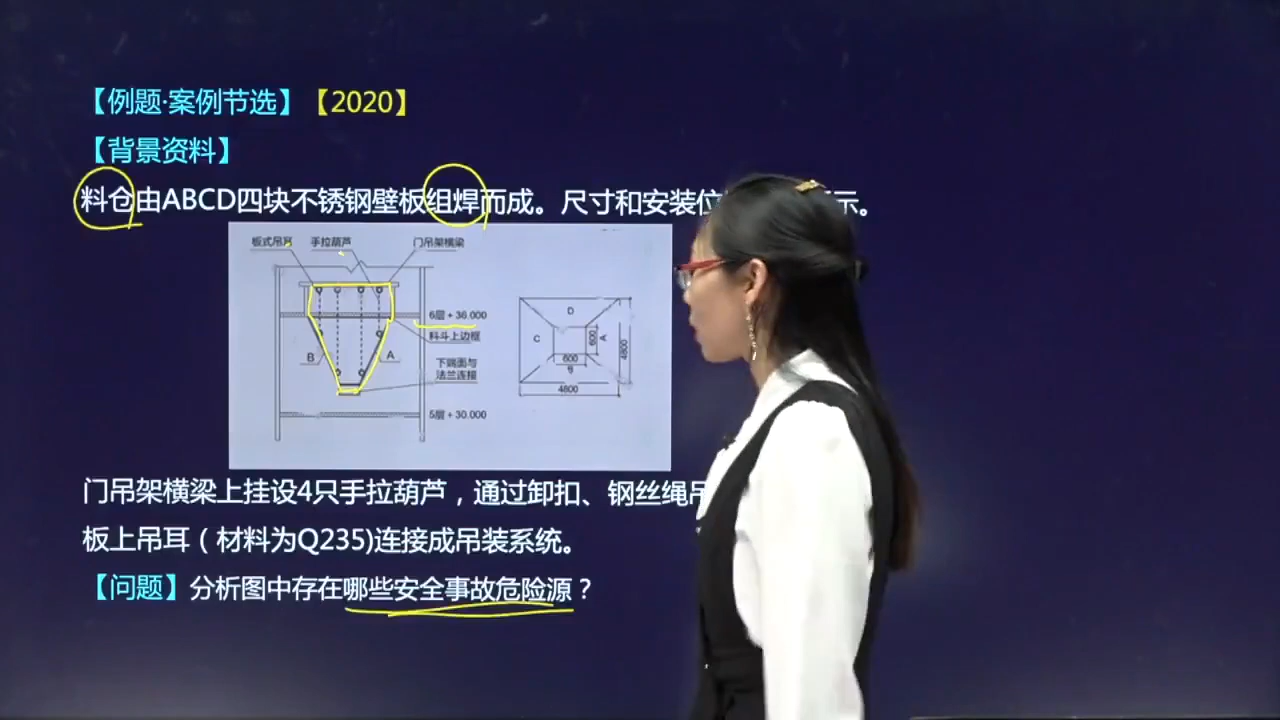 【例题·案例节选】【2020】
【背景资料】
料仓由ABCD四块不锈钢壁板组焊而成。尺寸和安装位 示。
板式吊耳 手拉葫芦 门吊架横梁
6层+36.000
料斗上边框
B A
下端面与
法兰连接
5层+30.000
D
C A
600
600
4800
4800
门吊架横梁上挂设4只手拉葫芦，通过卸扣、钢丝绳吊
板上吊耳（材料为Q235)连接成吊装系统。
【问题】分析图中存在哪些安全事故危险源？